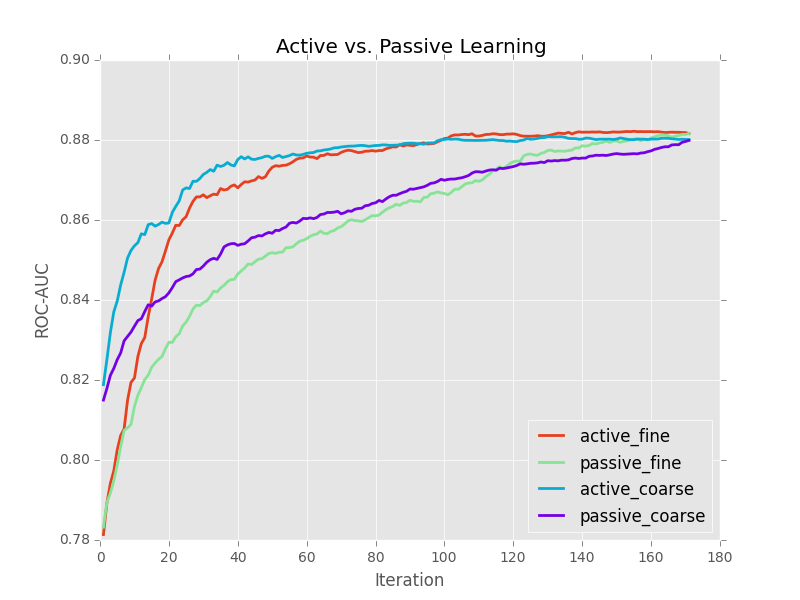 Active vs. Passive Learning
0.90
0.88
0.86
0.84
0.82
0.80
0.78
ROC-AUC
0 20 40 60 80 100 120 140 160 180
Iteration
active_fine
passive_fine
active_coarse
passive_coarse